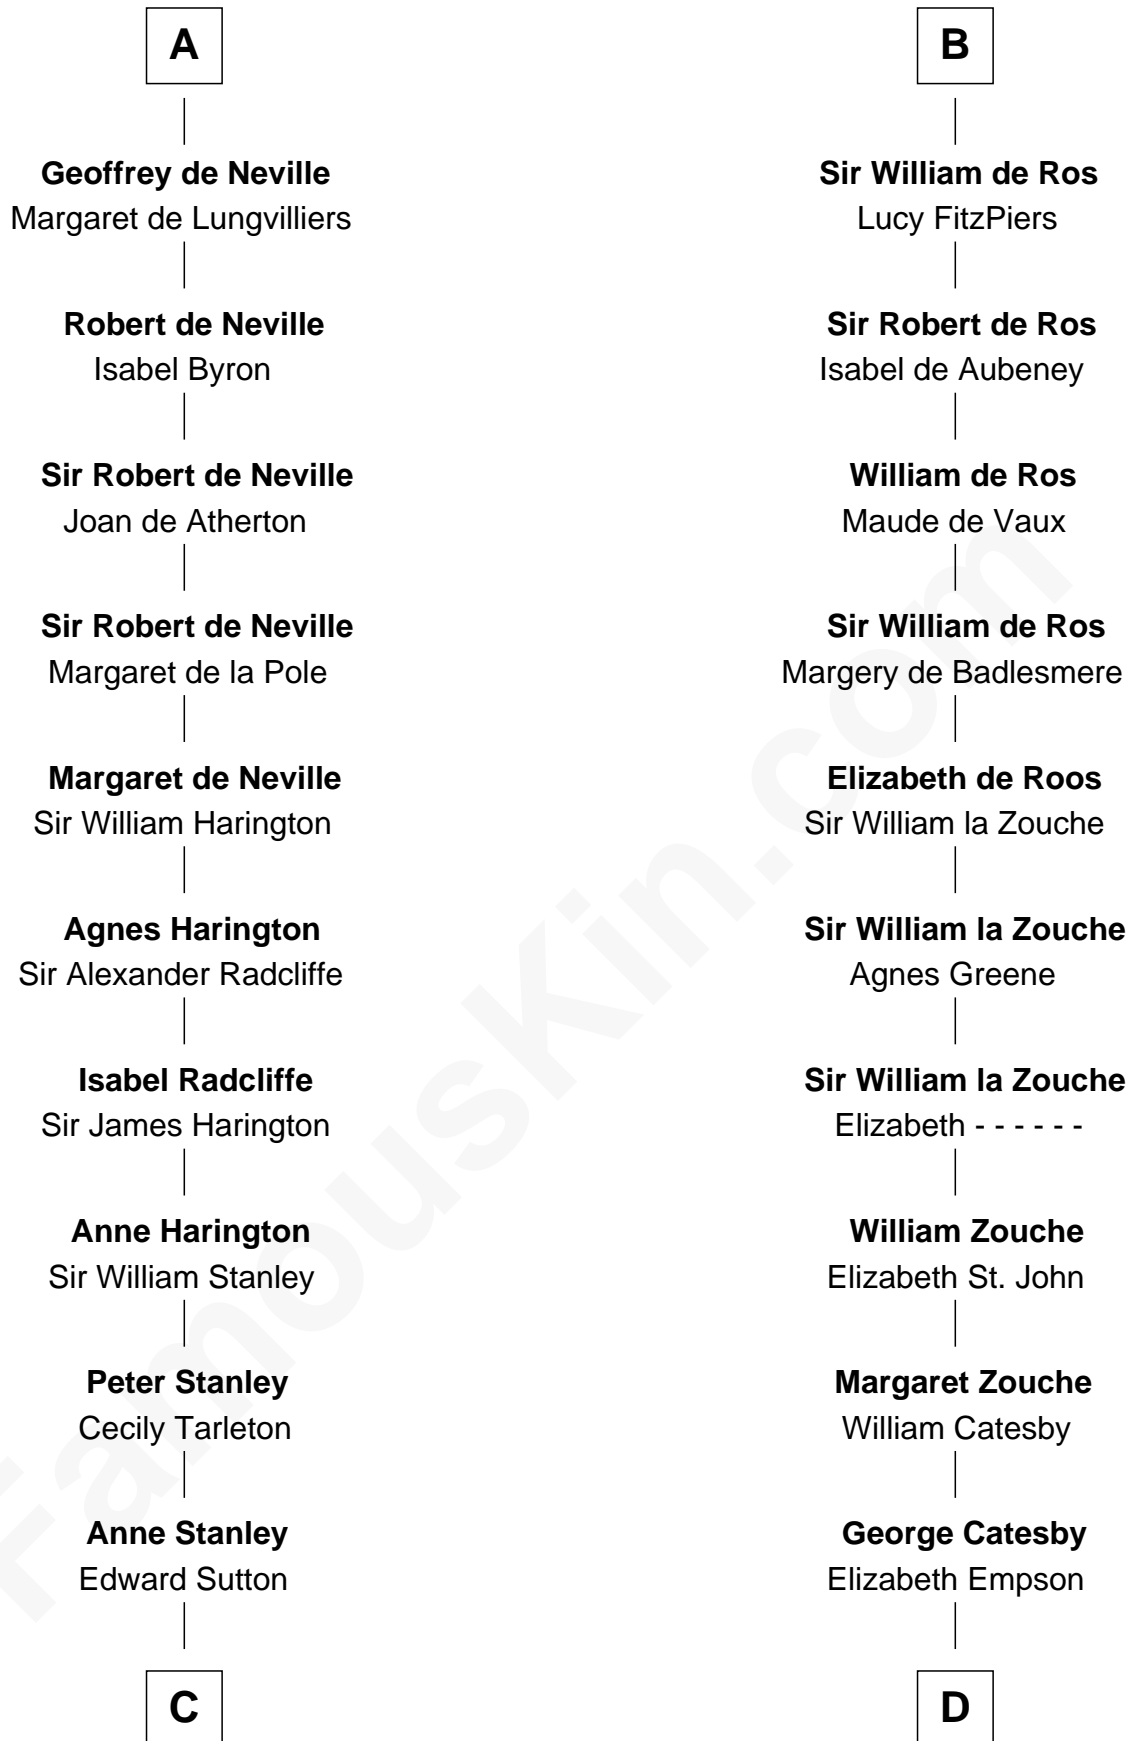 A
Geoffrey de Neville
Margaret de Lungvilliers
Robert de Neville
Isabel Byron
Sir Robert de Neville
Joan de Atherton
Sir Robert de Neville
Margaret de la Pole
Margaret de Neville
Sir William Harington
Agnes Harington
Sir Alexander Radcliffe
Isabel Radcliffe
Sir James Harington
Anne Harington
Sir William Stanley
Peter Stanley
Cecily Tarleton
Anne Stanley
Edward Sutton
C
B
Sir William de Ros
Lucy FitzPiers
Sir Robert de Ros
Isabel de Aubeney
William de Ros
Maude de Vaux
Sir William de Ros
Margery de Badlesmere
Elizabeth de Roos
Sir William la Zouche
Sir William la Zouche
Agnes Greene
Sir William la Zouche
Elizabeth - - - - - -
William Zouche
Elizabeth St. John
Margaret Zouche
William Catesby
George Catesby
Elizabeth Empson
D
FamousKin.com